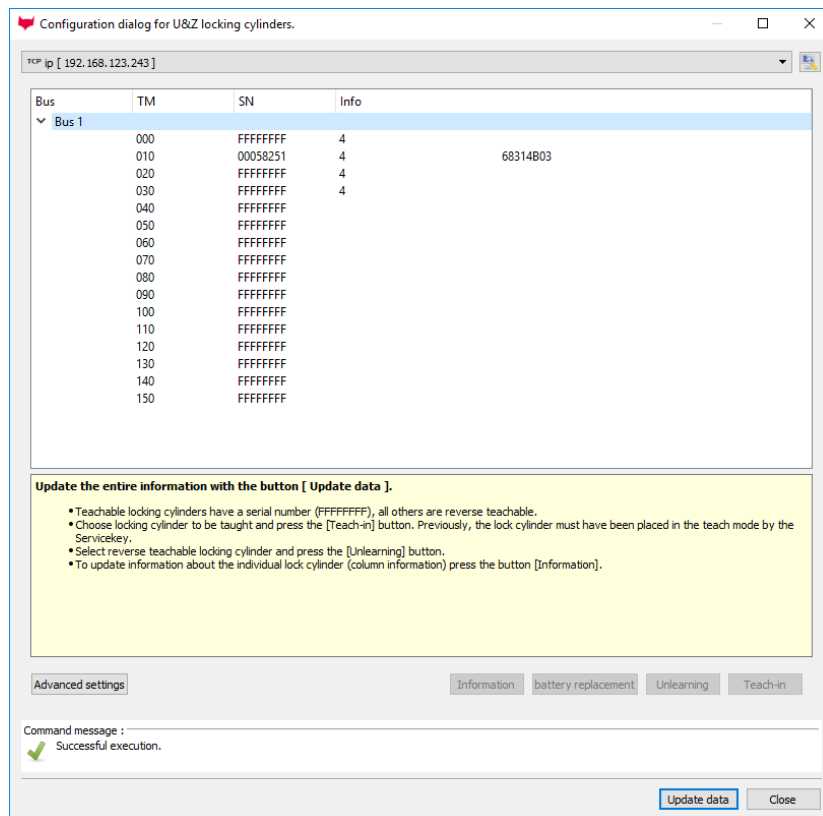 Configuration dialog for U&Z locking cylinders.
TCP ip [ 192.168.123.243 ]
Bus TM SN Info
Bus 1
000 FFFFFFFF 4
010 00058251 4 68314B03
020 FFFFFFFF 4
030 FFFFFFFF 4
040 FFFFFFFF
050 FFFFFFFF
060 FFFFFFFF
070 FFFFFFFF
080 FFFFFFFF
090 FFFFFFFF
100 FFFFFFFF
110 FFFFFFFF
120 FFFFFFFF
130 FFFFFFFF
140 FFFFFFFF
150 FFFFFFFF
Update the entire information with the button [ Update data ].
• Teachable locking cylinders have a serial number (FFFFFFFF), all others are reverse teachable.
• Choose locking cylinder to be taught and press the [Teach-in] button. Previously, the lock cylinder must have been placed in the teach mode by the
Servicekey.
• Select reverse teachable locking cylinder and press the [Unlearning] button.
• To update information about the individual lock cylinder (column information) press the button [Information].
Advanced settings Information battery replacement Unlearning Teach-in
Command message :
Successful execution.
Update data Close